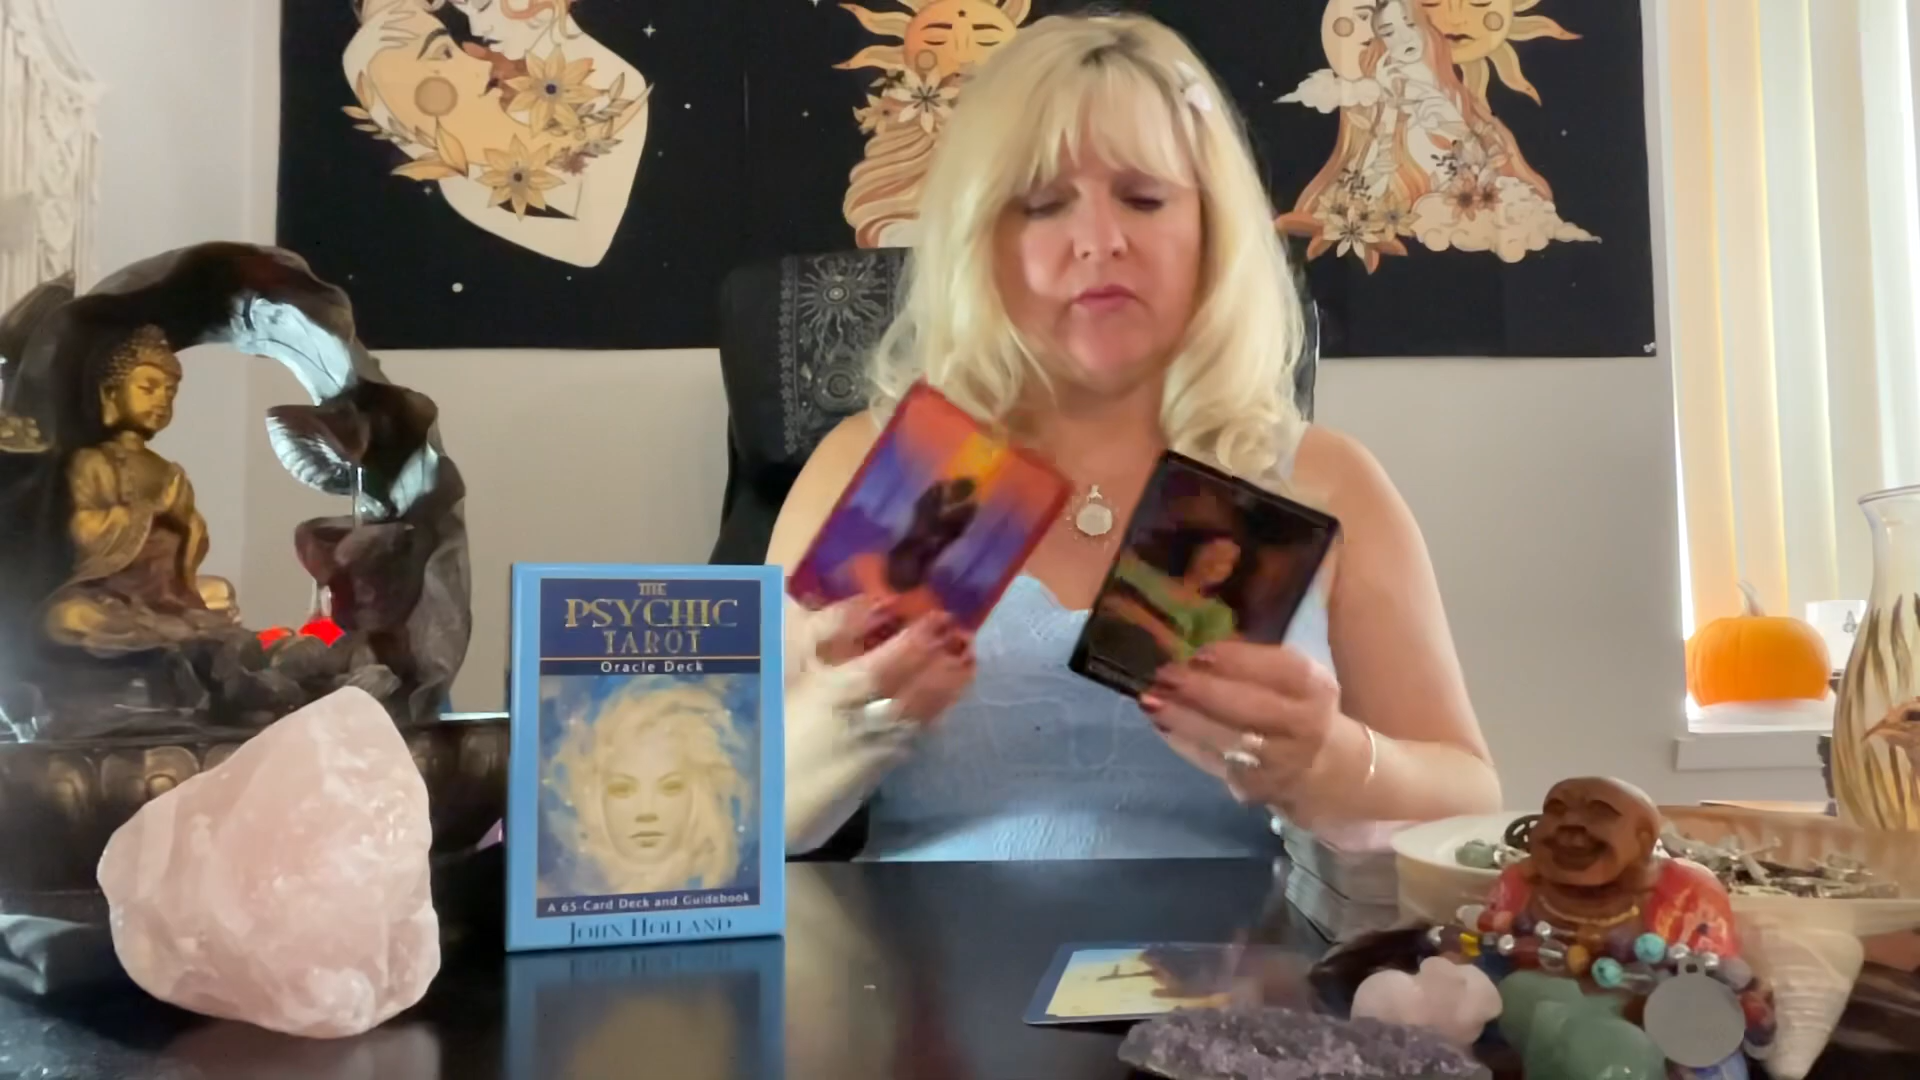 THE
PSYCHIC
TAROT
Oracle Deck
A 65-Card Deck and Guidebook
JOHN HOLLAND